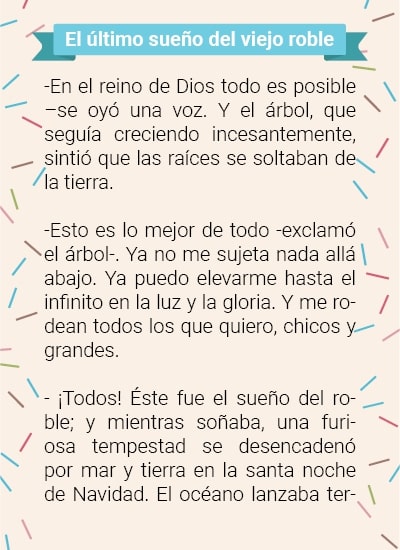 El último sueño del viejo roble
-En el reino de Dios todo es posible
–se oyó una voz. Y el árbol, que
seguía creciendo incesantemente,
sintió que las raíces se soltaban de
la tierra.
-Esto es lo mejor de todo -exclamó
el árbol-. Ya no me sujeta nada allá
abajo. Ya puedo elevarme hasta el
infinito en la luz y la gloria. Y me ro-
dean todos los que quiero, chicos y
grandes.
- ¡Todos! Éste fue el sueño del ro-
ble; y mientras soñaba, una furi-
osa tempestad se desencadenó
por mar y tierra en la santa noche
de Navidad. El océano lanzaba ter-